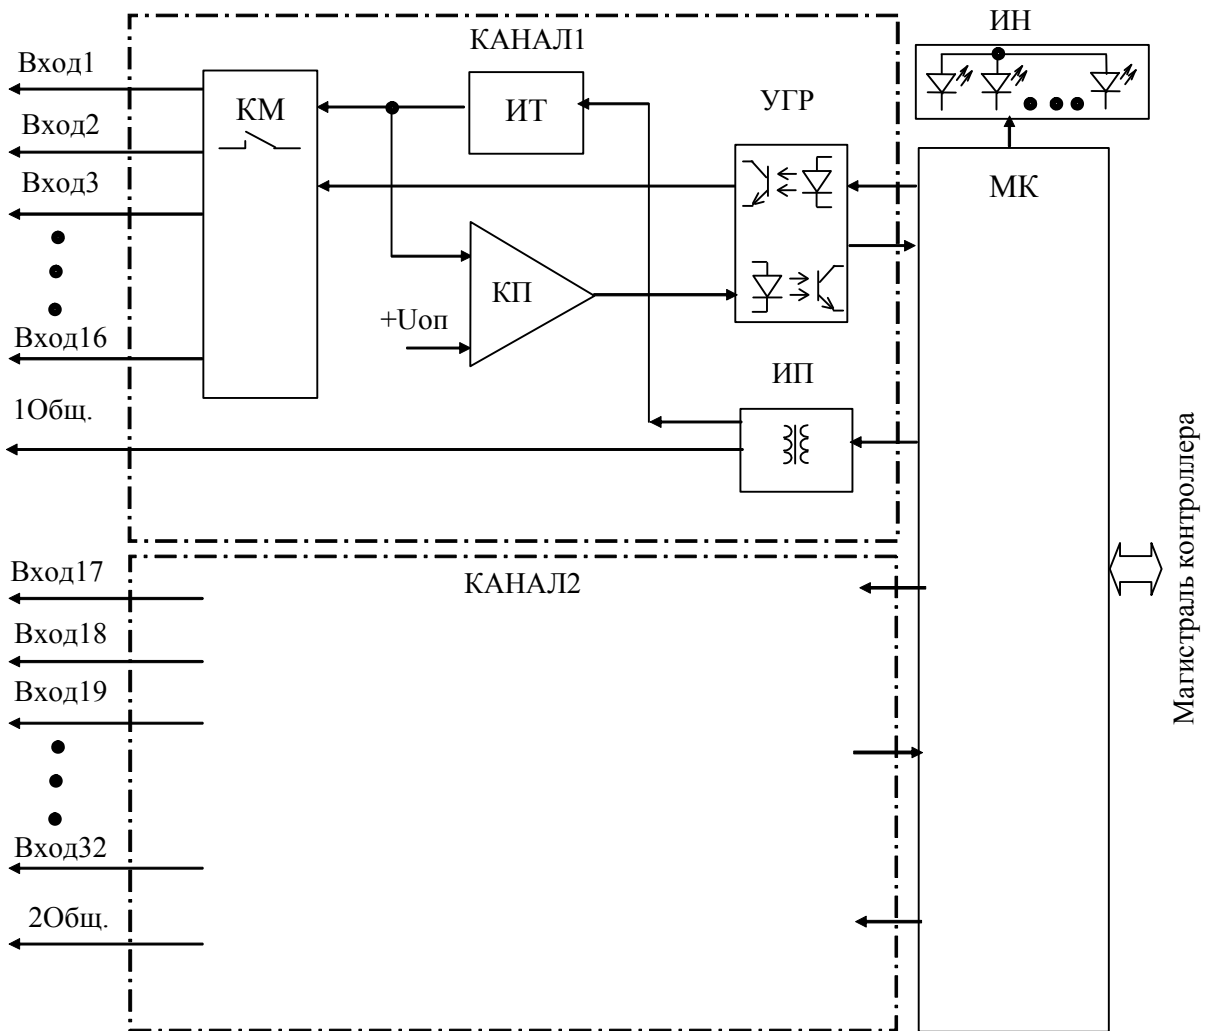 ИН
КАНАЛ1
Вход1
КМ
ИТ
УГР
Вход2
Вход3
МК
КП
+Uоп
Вход16
ИП
1Общ.
Магистраль контроллера
Вход17
КАНАЛ2
Вход18
Вход19
Вход32
2Общ.